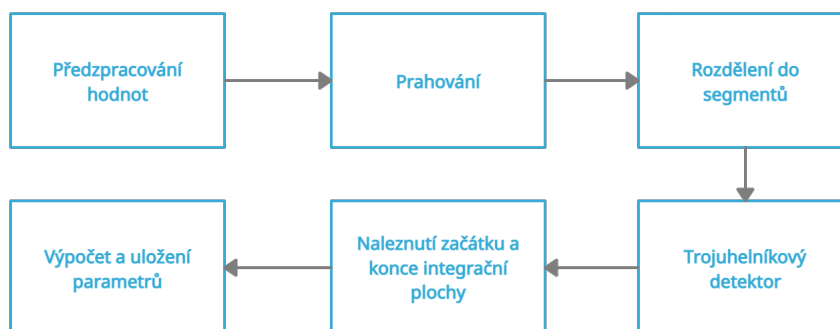 Předzpracování
hodnot
Prahování
Rozdělení do
segmentů
Trojuhelníkový
detektor
Naleznutí začátku a
konce integrační
plochy
Výpočet a uložení
parametrů